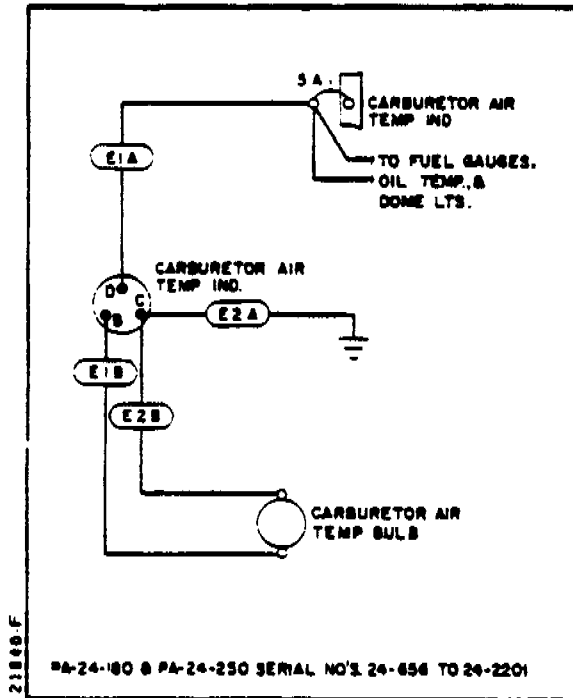 5 A.
CARBURETOR AIR
TEMP IND
TO FUEL GAUGES,
OIL TEMP., &
DOME LTS.
E1A
CARBURETOR AIR
TEMP IND.
D
C
B
E2A
E1B
E2B
CARBURETOR AIR
TEMP BULB
PA-24-180 & PA-24-250 SERIAL NO'S. 24-656 TO 24-2201